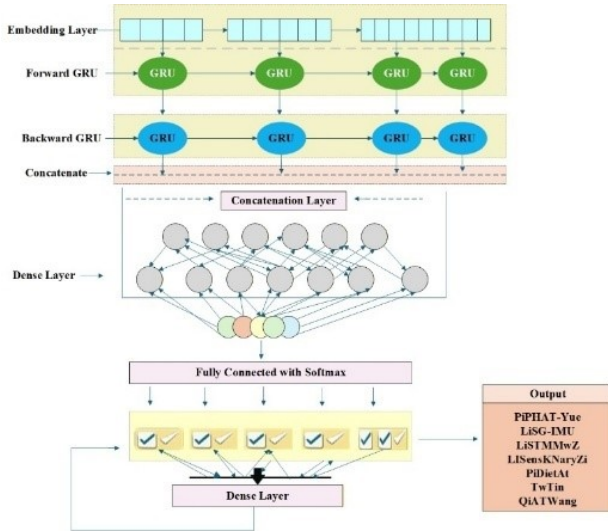 Embedding Layer
Forward GRU
GRU GRU GRU GRU
Backward GRU
GRU GRU GRU GRU
Concatenate
Concatenation Layer
Dense Layer
Fully Connected with Softmax
Dense Layer
Output
PiPHAT-Yue
LiSG-IMU
LiSTMMwZ
LISensKNaryZi
PiDietAt
TwTin
QiATWang